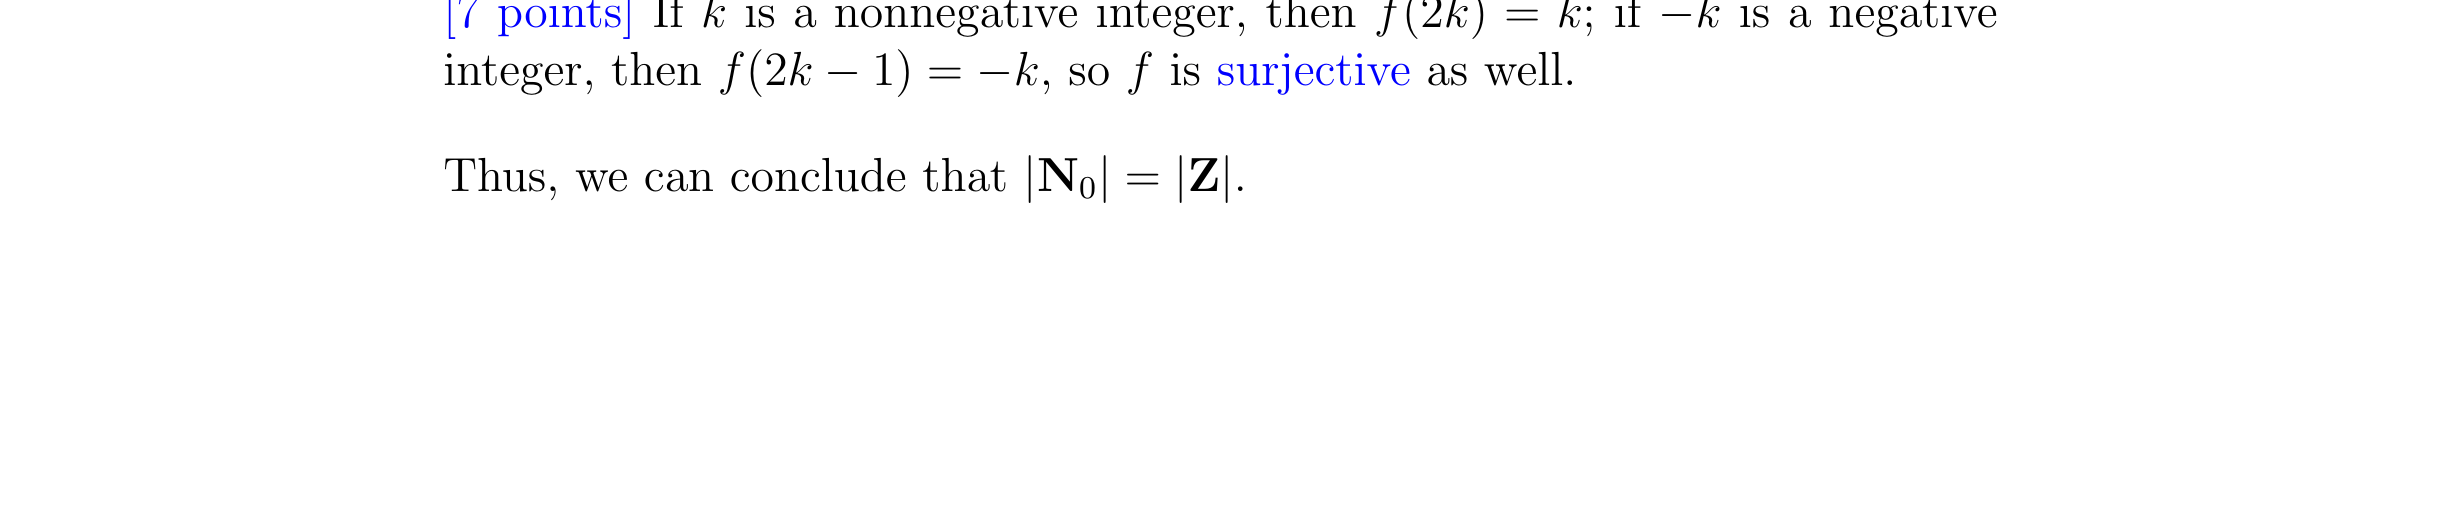 [7 points] If k is a nonnegative integer, then f(2k) = k; if −k is a negative
integer, then f(2k − 1) = −k, so f is surjective as well.
Thus, we can conclude that |N₀| = |Z|.